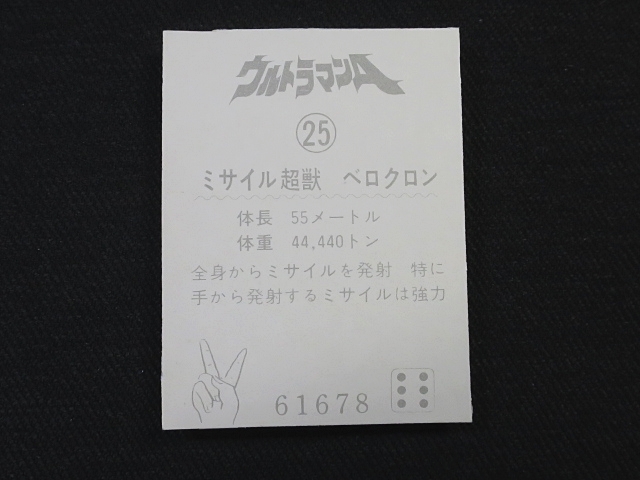 ウルトラマンA
25
ミサイル超獣 ベロクロン
体長 55メートル
体重 44,440トン
全身からミサイルを発射 特に
手から発射するミサイルは強力
61678